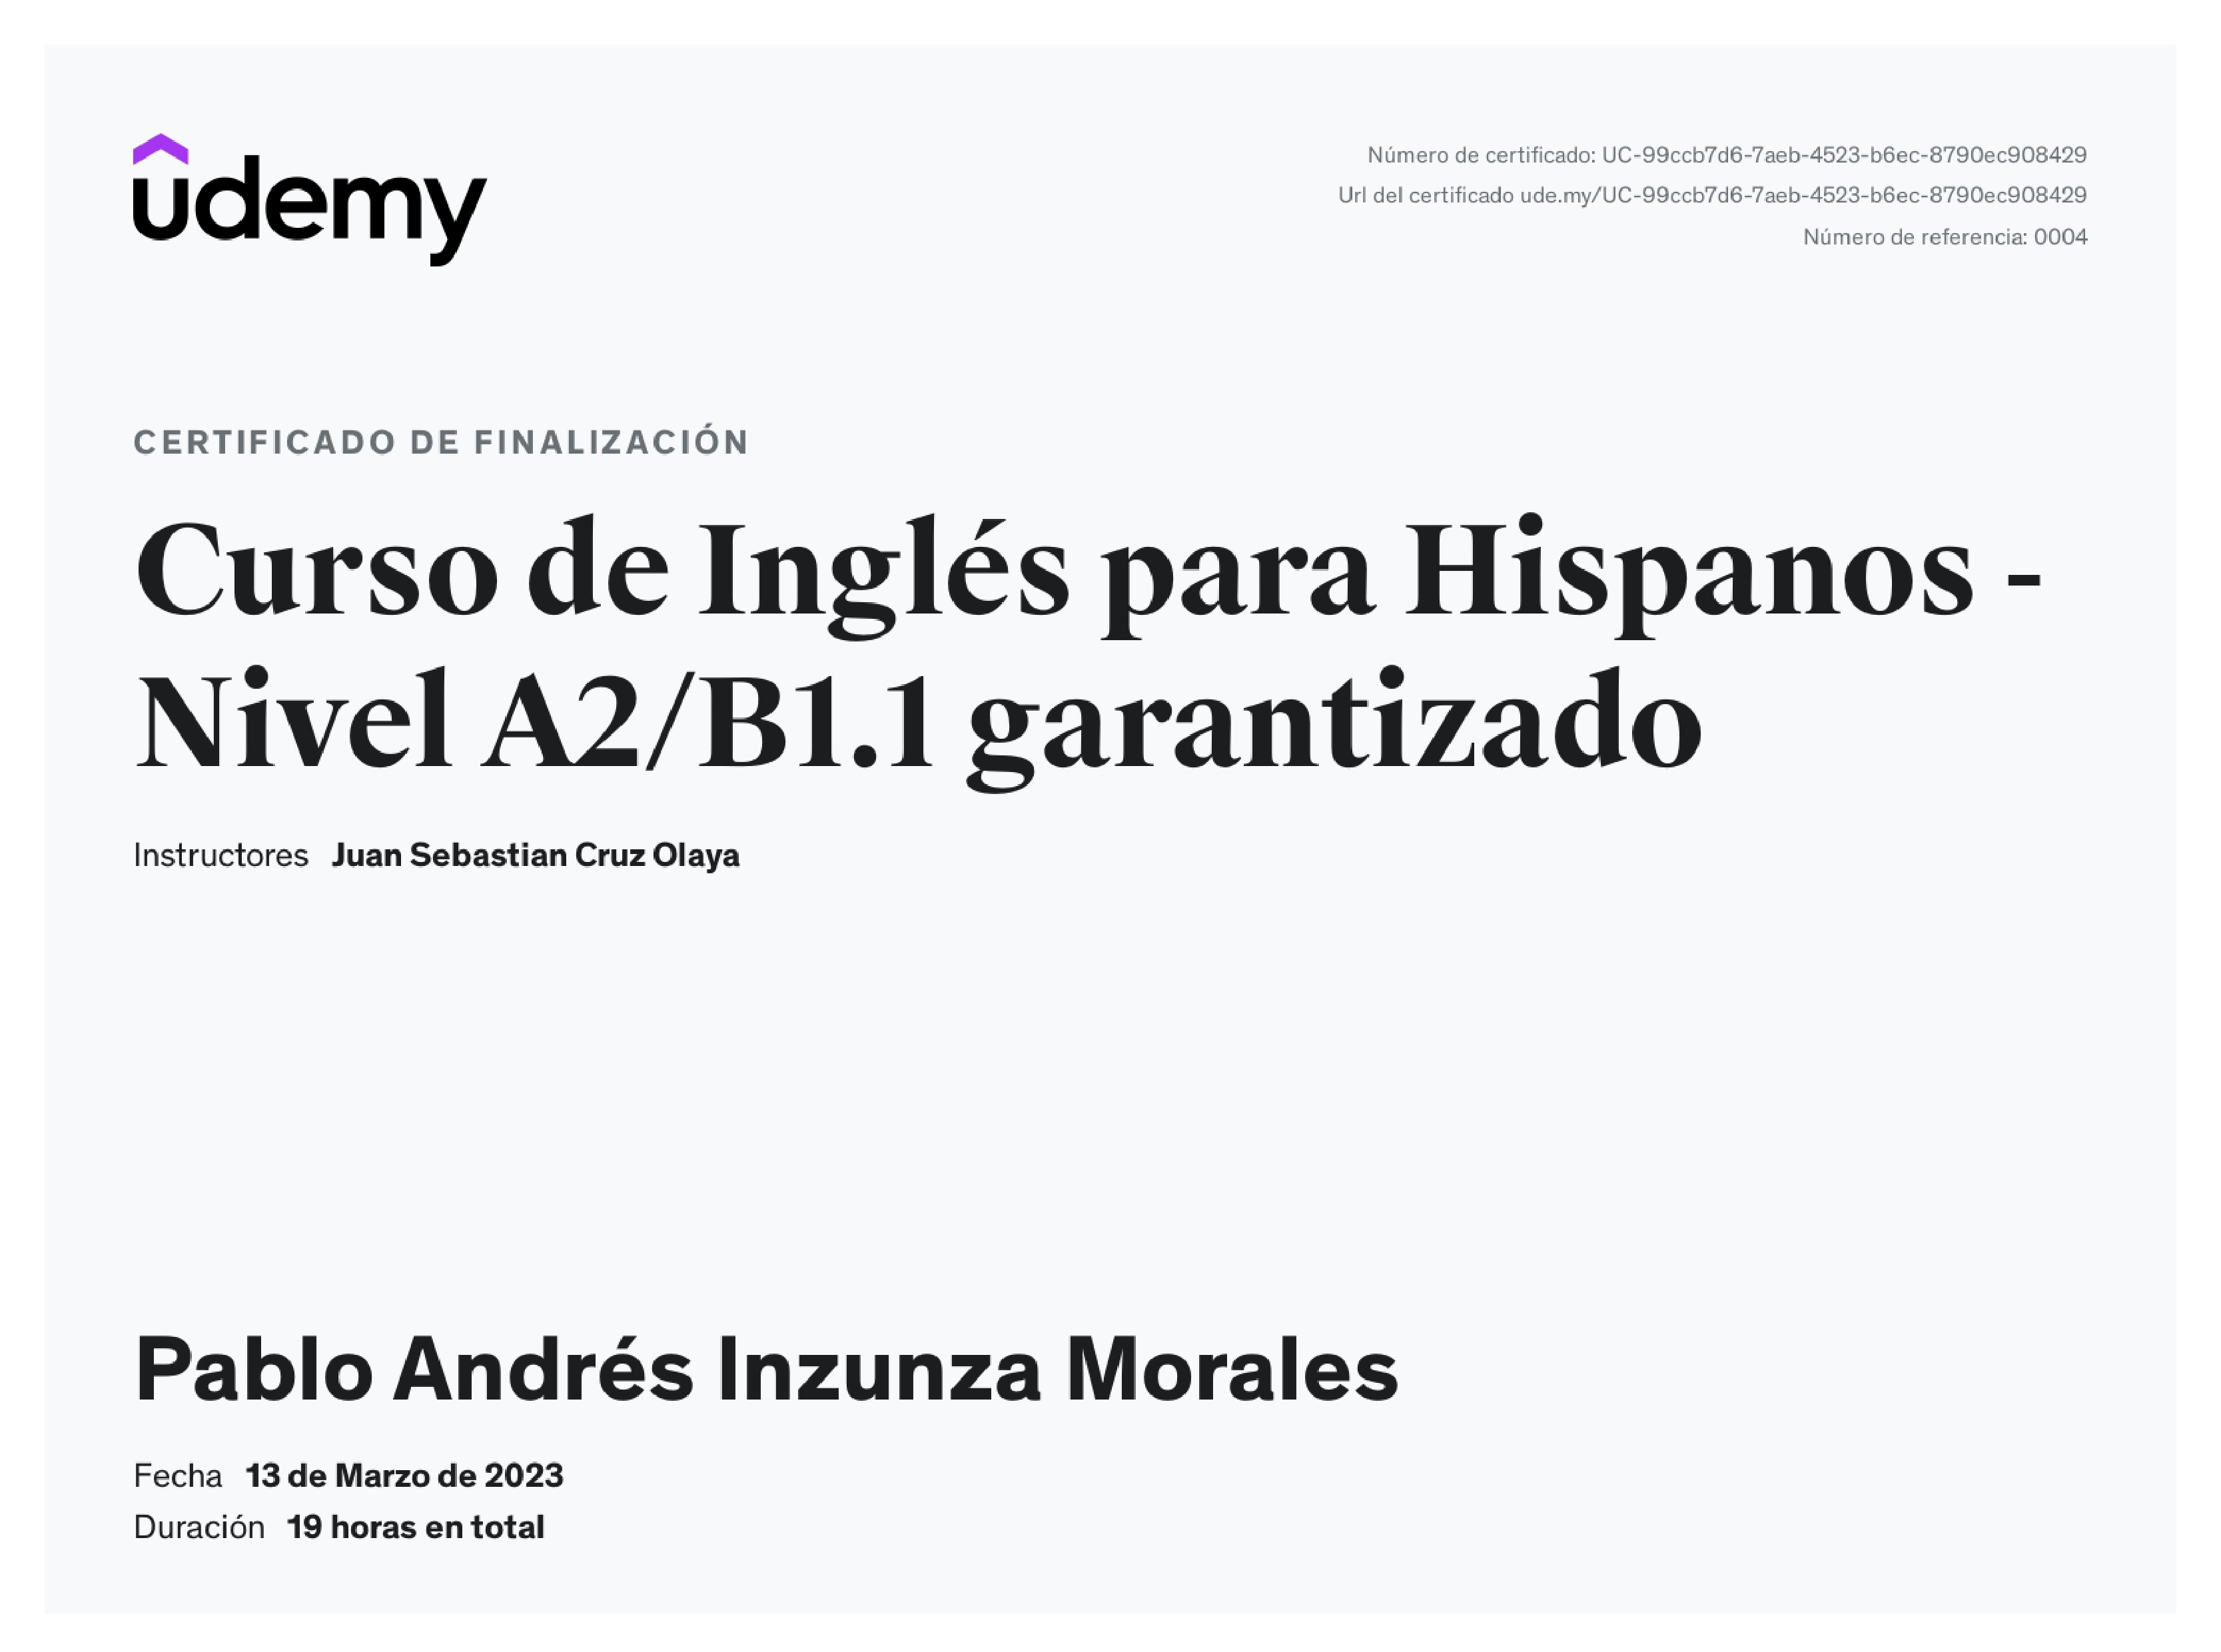 udemy
Número de certificado: UC-99ccb7d6-7aeb-4523-b6ec-8790ec908429
Url del certificado ude.my/UC-99ccb7d6-7aeb-4523-b6ec-8790ec908429
Número de referencia: 0004
CERTIFICADO DE FINALIZACIÓN
Curso de Inglés para Hispanos -
Nivel A2/B1.1 garantizado
Instructores Juan Sebastian Cruz Olaya
Pablo Andrés Inzunza Morales
Fecha 13 de Marzo de 2023
Duración 19 horas en total